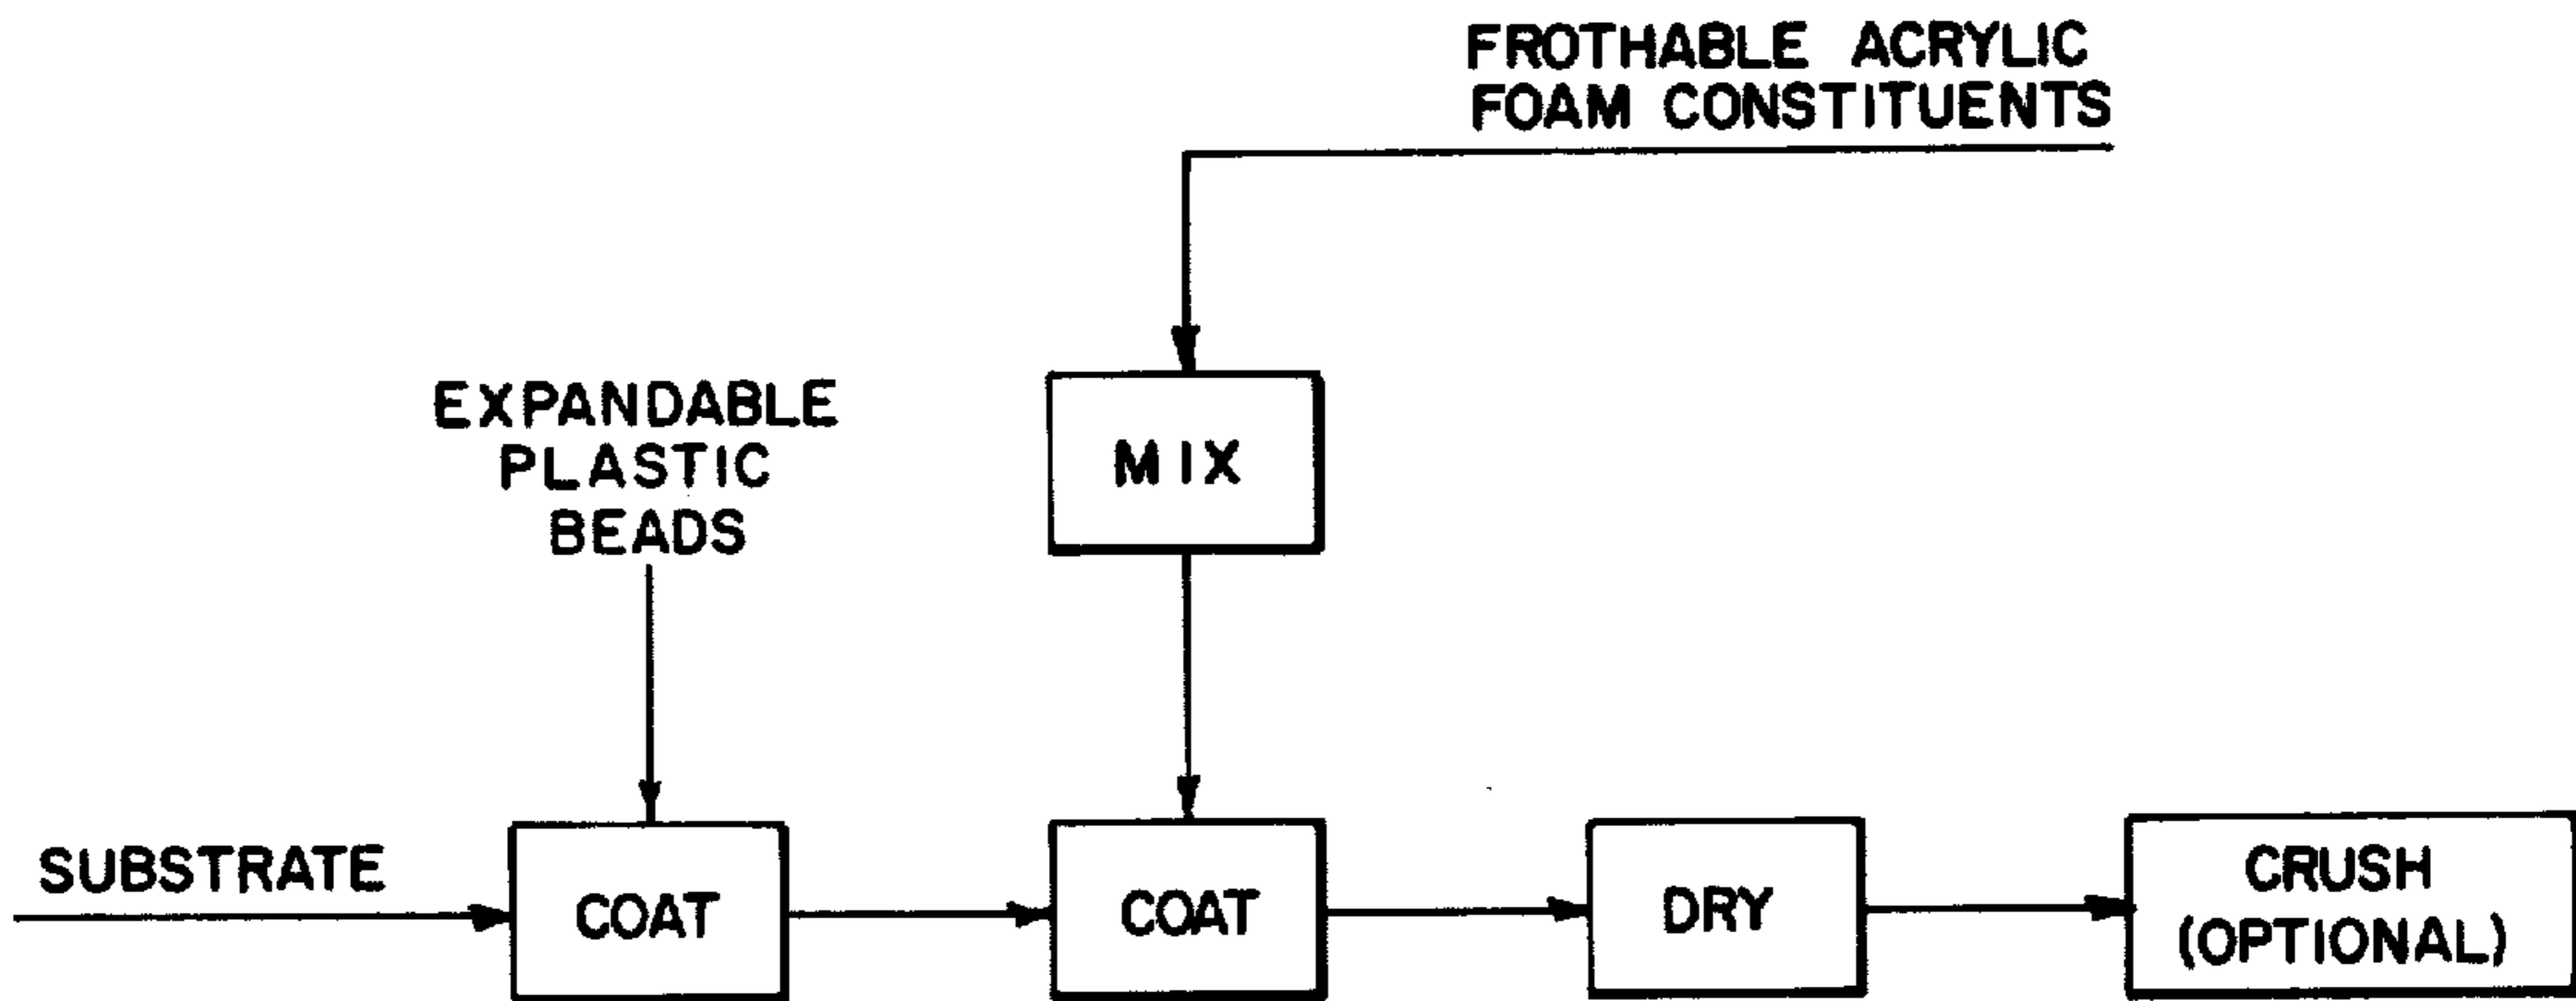 FROTHABLE ACRYLIC
FOAM CONSTITUENTS
EXPANDABLE
PLASTIC
BEADS
MIX
SUBSTRATE
COAT
COAT
DRY
CRUSH
(OPTIONAL)